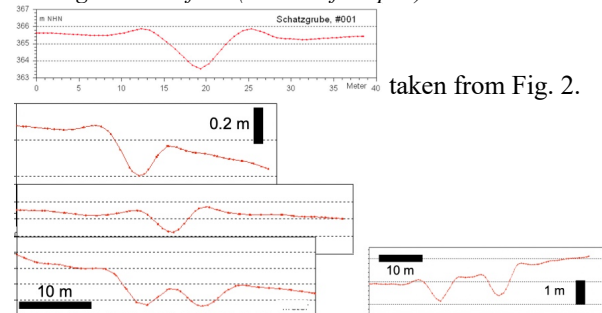 367
m NHN
Schatzgrube, #001
366
365
364
363
0 5 10 15 20 25 30 35 Meter 40
taken from Fig. 2.
0.2 m
10 m
10 m
1 m